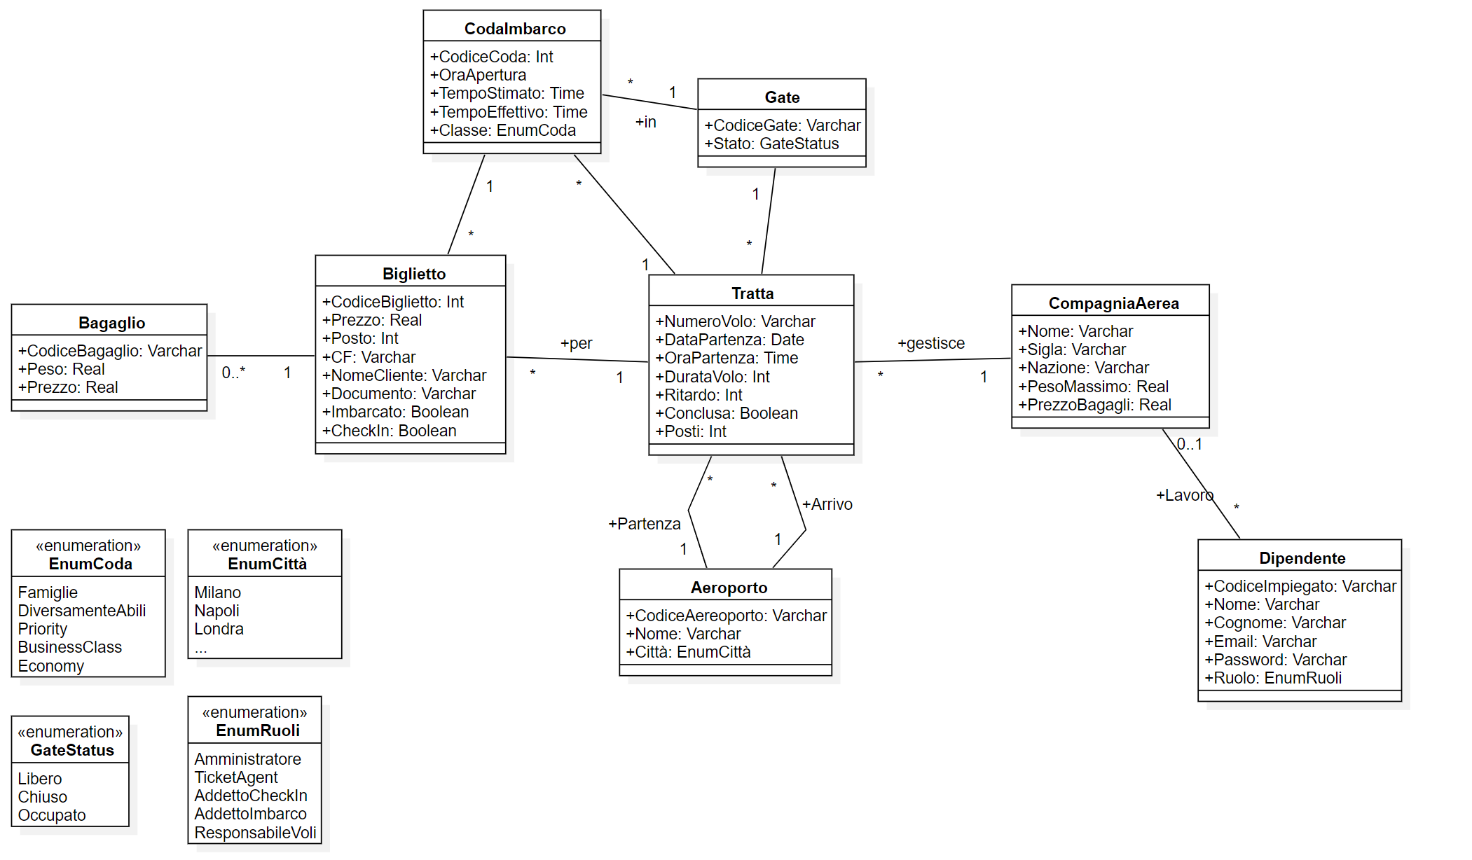 CodaImbarco
+CodiceCoda: Int
+OraApertura
+TempoStimato: Time
+TempoEffettivo: Time
+Classe: EnumCoda
*
1
+in
Gate
+CodiceGate: Varchar
+Stato: GateStatus
1
*
*
1
1
*
Biglietto
+CodiceBiglietto: Int
+Prezzo: Real
+Posto: Int
+CF: Varchar
+NomeCliente: Varchar
+Documento: Varchar
+Imbarcato: Boolean
+CheckIn: Boolean
Bagaglio
+CodiceBagaglio: Varchar
+Peso: Real
+Prezzo: Real
0..*
1
+per
*
1
Tratta
+NumeroVolo: Varchar
+DataPartenza: Date
+OraPartenza: Time
+DurataVolo: Int
+Ritardo: Int
+Conclusa: Boolean
+Posti: Int
+gestisce
*
1
CompagniaAerea
+Nome: Varchar
+Sigla: Varchar
+Nazione: Varchar
+PesoMassimo: Real
+PrezzoBagagli: Real
0..1
+Lavoro
*
*
+Partenza
1
*
+Arrivo
1
Aeroporto
+CodiceAereoporto: Varchar
+Nome: Varchar
+Città: EnumCittà
Dipendente
+CodiceImpiegato: Varchar
+Nome: Varchar
+Cognome: Varchar
+Email: Varchar
+Password: Varchar
+Ruolo: EnumRuoli
«enumeration»
EnumCoda
Famiglie
DiversamenteAbili
Priority
BusinessClass
Economy
«enumeration»
EnumCittà
Milano
Napoli
Londra
...
«enumeration»
GateStatus
Libero
Chiuso
Occupato
«enumeration»
EnumRuoli
Amministratore
TicketAgent
AddettoCheckIn
AddettoImbarco
ResponsabileVoli